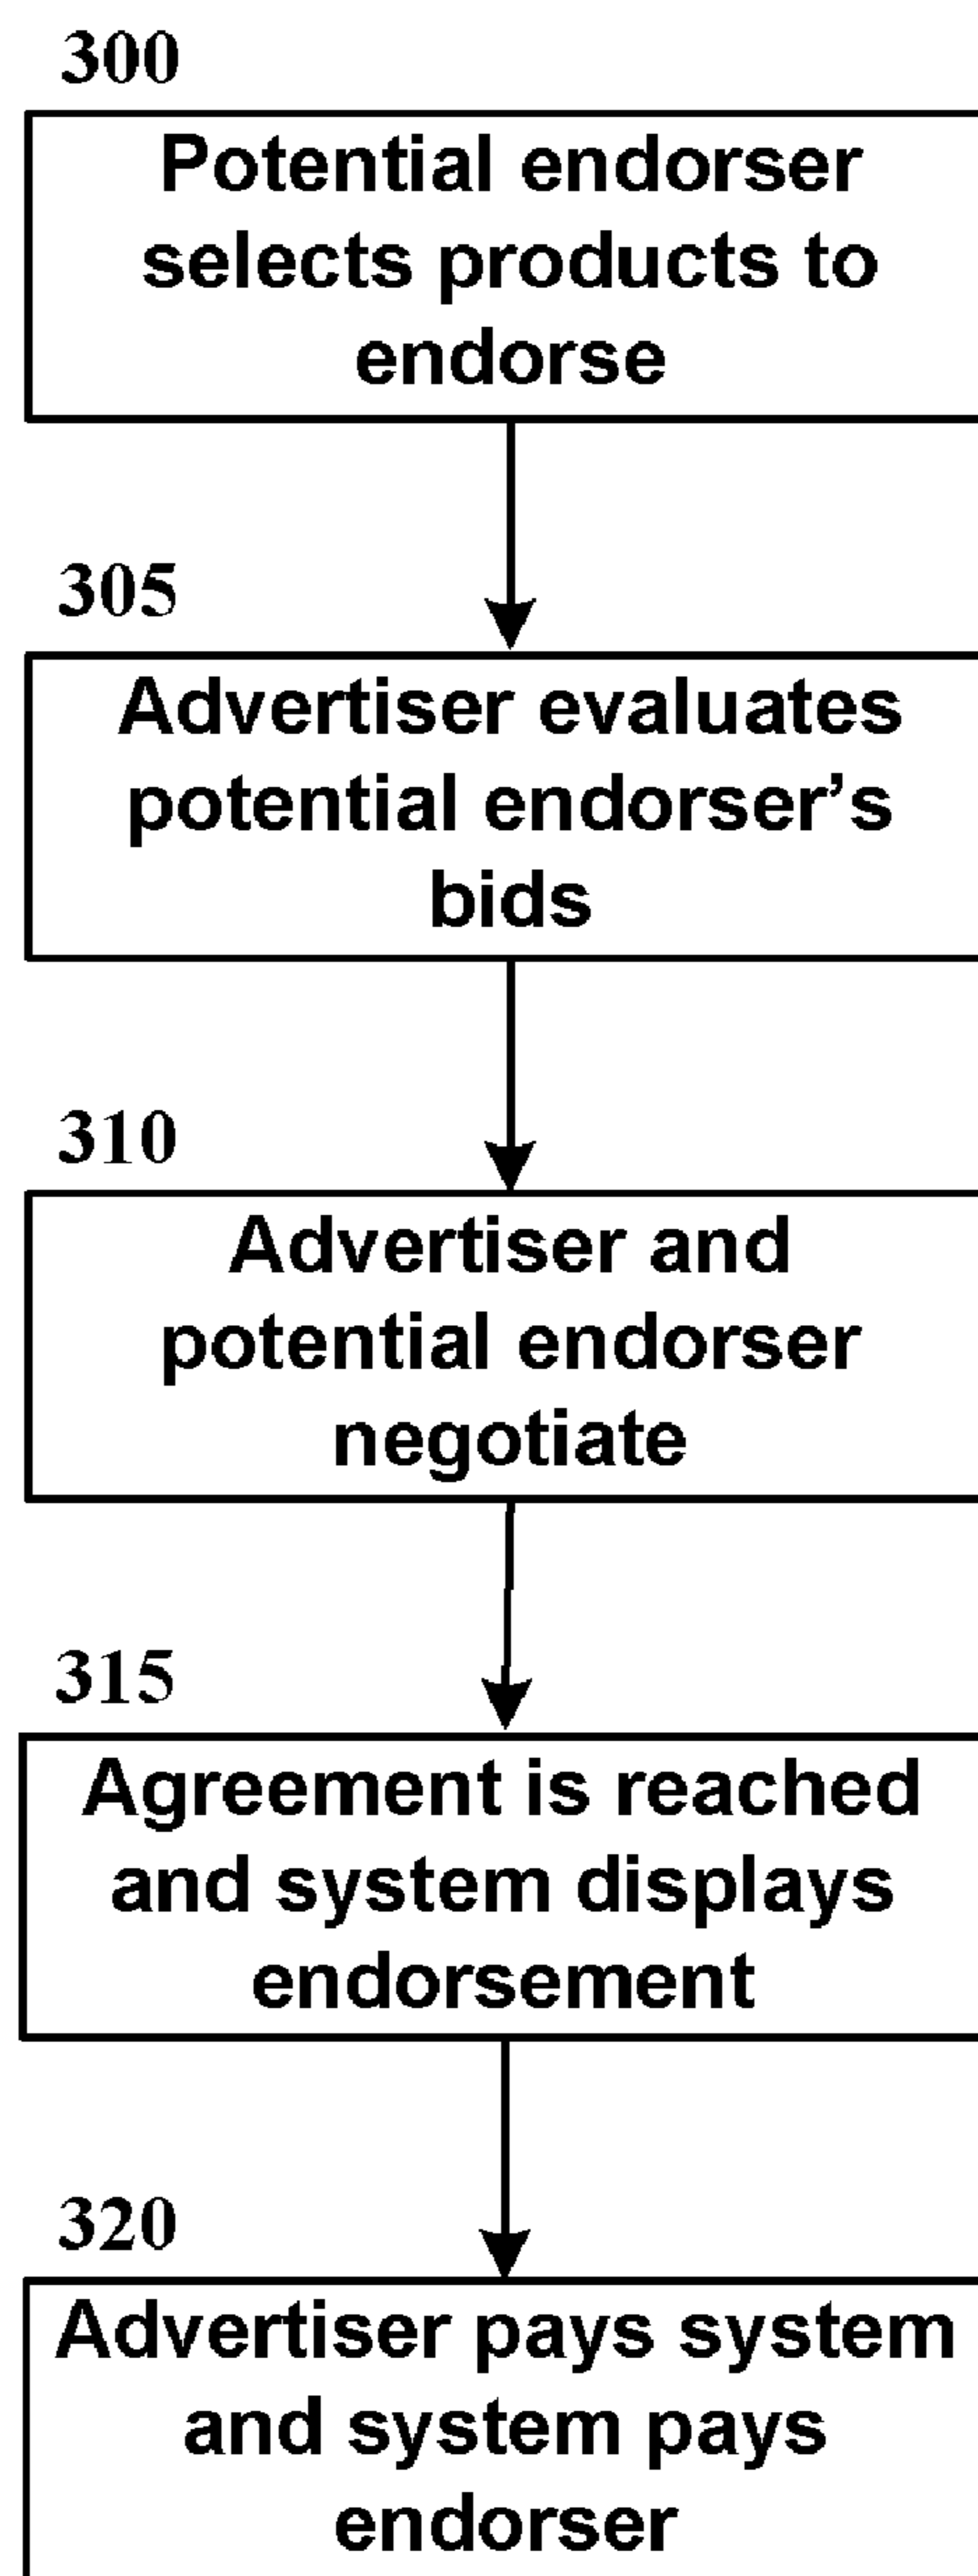 300
Potential endorser
selects products to
endorse
305
Advertiser evaluates
potential endorser’s
bids
310
Advertiser and
potential endorser
negotiate
315
Agreement is reached
and system displays
endorsement
320
Advertiser pays system
and system pays
endorser